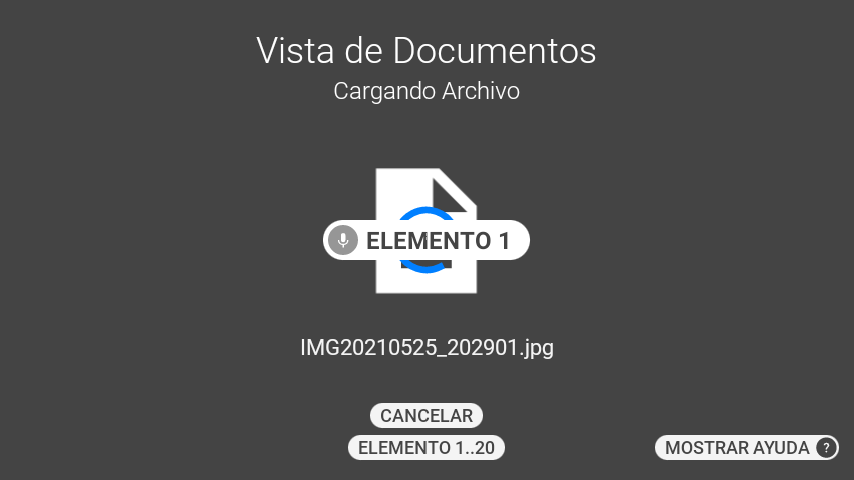 Vista de Documentos
Cargando Archivo
ELEMENTO 1
IMG20210525_202901.jpg
CANCELAR
ELEMENTO 1..20
MOSTRAR AYUDA ?